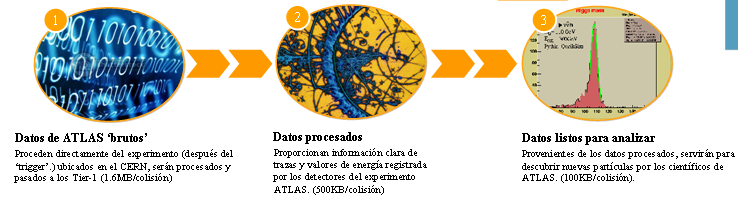 1
2
3
Higgs mass
Datos de ATLAS ‘brutos’
Proceden directamente del experimento (después del
‘trigger’.) ubicados en el CERN, serán procesados y
pasados a los Tier-1 (1.6MB/colisión)
Datos procesados
Proporcionan información clara de
trazas y valores de energía registrada
por los detectores del experimento
ATLAS. (500KB/colisión)
Datos listos para analizar
Provenientes de los datos procesados, servirán para
descubrir nuevas partículas por los científicos de
ATLAS. (100KB/colisión).